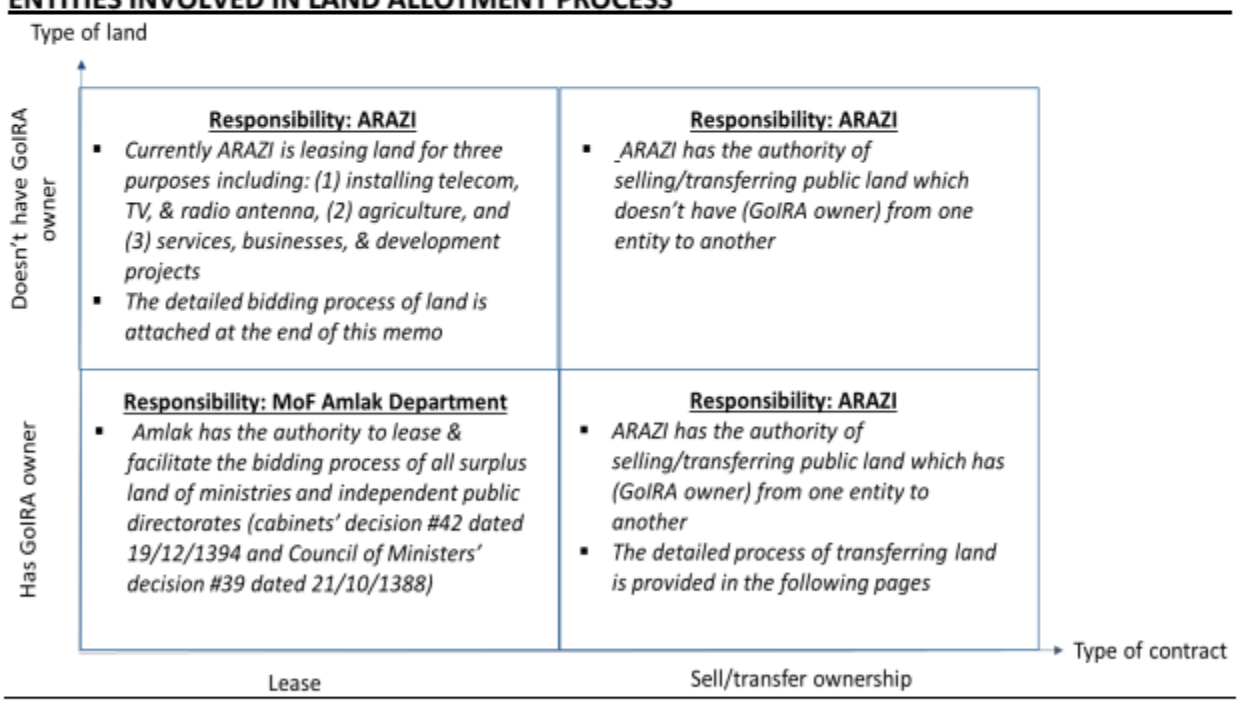 ENTITIES INVOLVED IN LAND ALLOTMENT PROCESS
Type of land
Doesn't have GoIRA
owner
Responsibility: ARAZI
▪ Currently ARAZI is leasing land for three
purposes including: (1) installing telecom,
TV, & radio antenna, (2) agriculture, and
(3) services, businesses, & development
projects
▪ The detailed bidding process of land is
attached at the end of this memo
Responsibility: ARAZI
▪ ARAZI has the authority of
selling/transferring public land which
doesn't have (GoIRA owner) from one
entity to another
Has GoIRA owner
Responsibility: MoF Amlak Department
▪ Amlak has the authority to lease &
facilitate the bidding process of all surplus
land of ministries and independent public
directorates (cabinets' decision #42 dated
19/12/1394 and Council of Ministers'
decision #39 dated 21/10/1388)
Responsibility: ARAZI
▪ ARAZI has the authority of
selling/transferring public land which has
(GoIRA owner) from one entity to
another
▪ The detailed process of transferring land
is provided in the following pages
Type of contract
Lease
Sell/transfer ownership